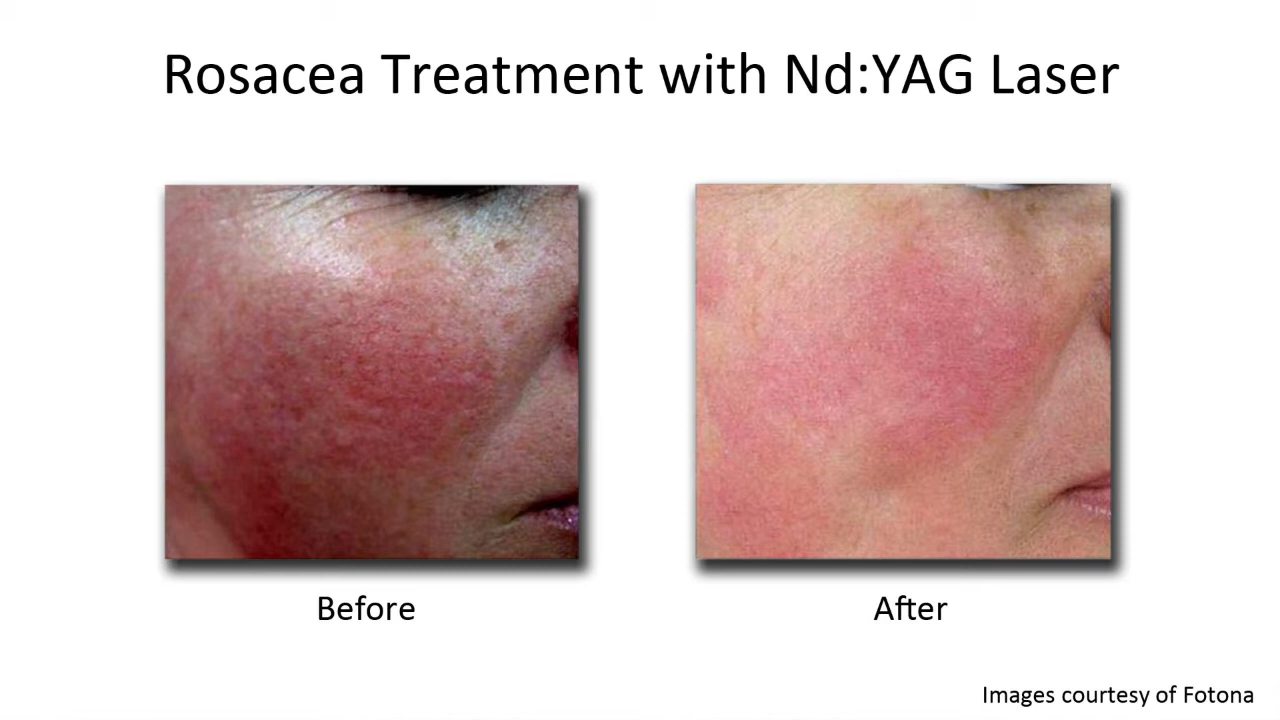 Rosacea Treatment with Nd:YAG Laser
Before
After
Images courtesy of Fotona